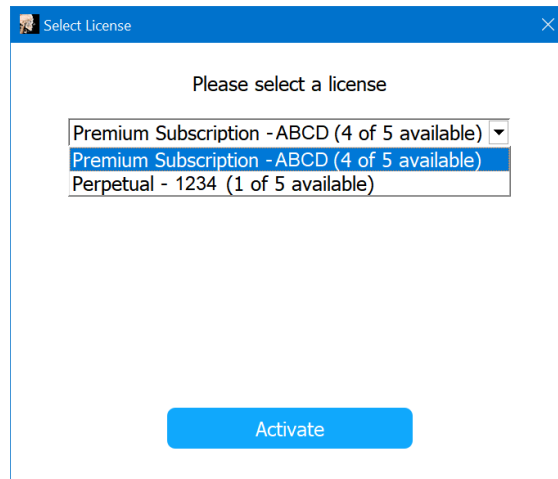 Select License
Please select a license
Premium Subscription - ABCD (4 of 5 available)
Premium Subscription - ABCD (4 of 5 available)
Perpetual - 1234 (1 of 5 available)
Activate